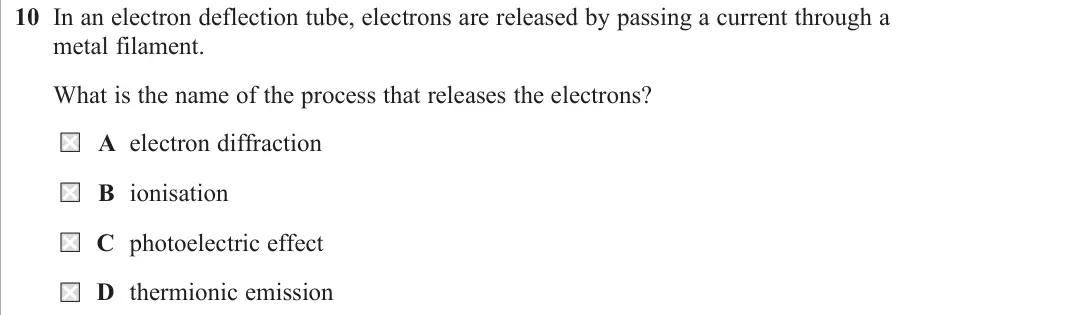 10 In an electron deflection tube, electrons are released by passing a current through a
metal filament.
What is the name of the process that releases the electrons?
A electron diffraction
B ionisation
C photoelectric effect
D thermionic emission